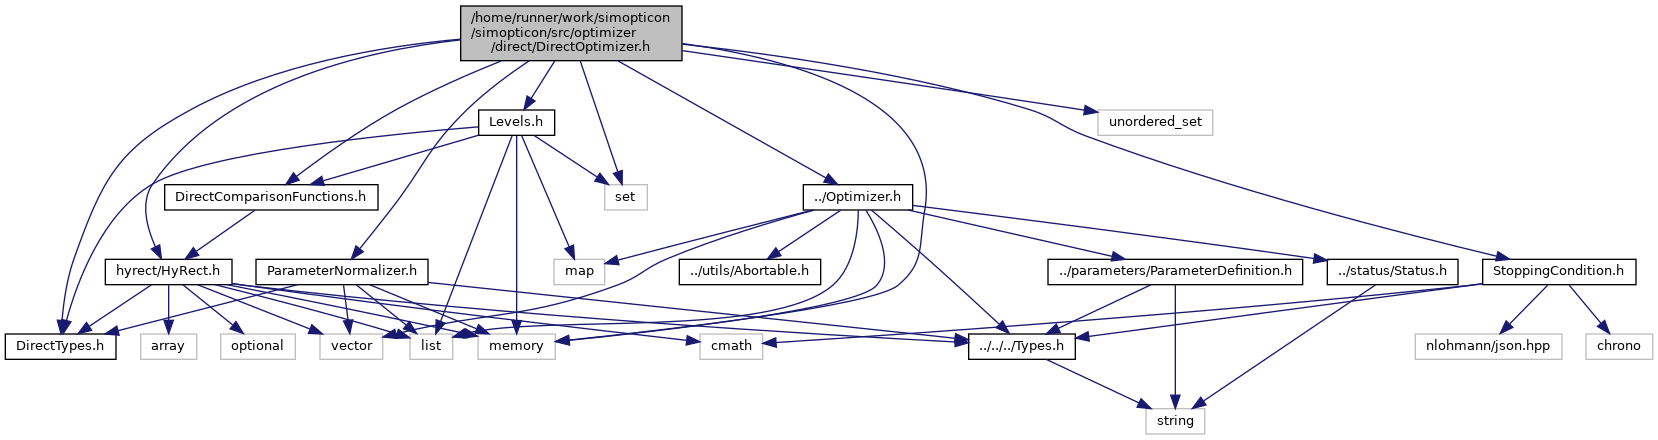 /home/runner/work/simopticon
/simopticon/src/optimizer
/direct/DirectOptimizer.h
Levels.h
unordered_set
DirectComparisonFunctions.h
set
../Optimizer.h
hyrect/HyRect.h
ParameterNormalizer.h
map
../utils/Abortable.h
../parameters/ParameterDefinition.h
../status/Status.h
StoppingCondition.h
DirectTypes.h
array
optional
vector
list
memory
cmath
../../../Types.h
nlohmann/json.hpp
chrono
string